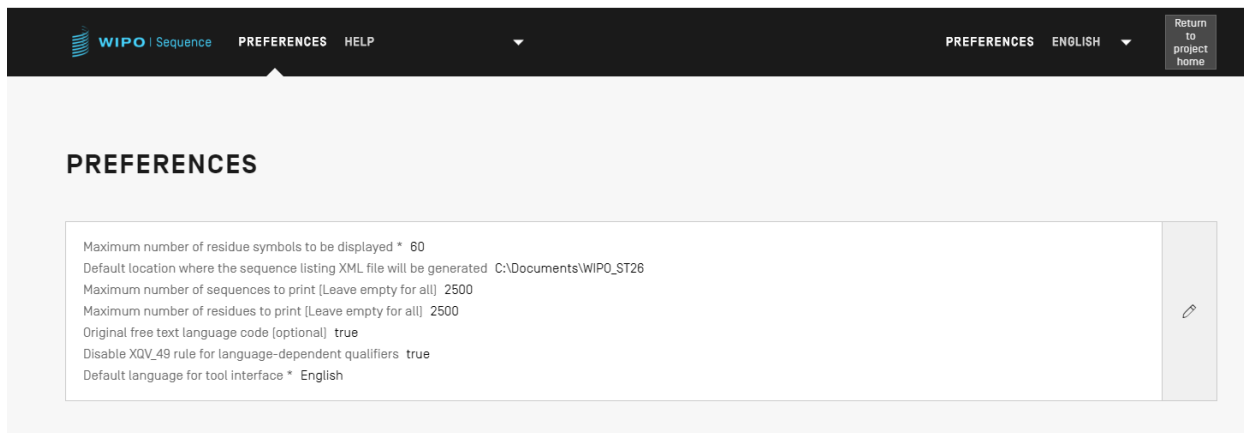 WIPO | Sequence PREFERENCES HELP PREFERENCES ENGLISH Return to project home
PREFERENCES
Maximum number of residue symbols to be displayed * 60
Default location where the sequence listing XML file will be generated C:\Documents\WIPO_ST26
Maximum number of sequences to print (Leave empty for all) 2500
Maximum number of residues to print (Leave empty for all) 2500
Original free text language code (optional) true
Disable XQV_49 rule for language-dependent qualifiers true
Default language for tool interface * English